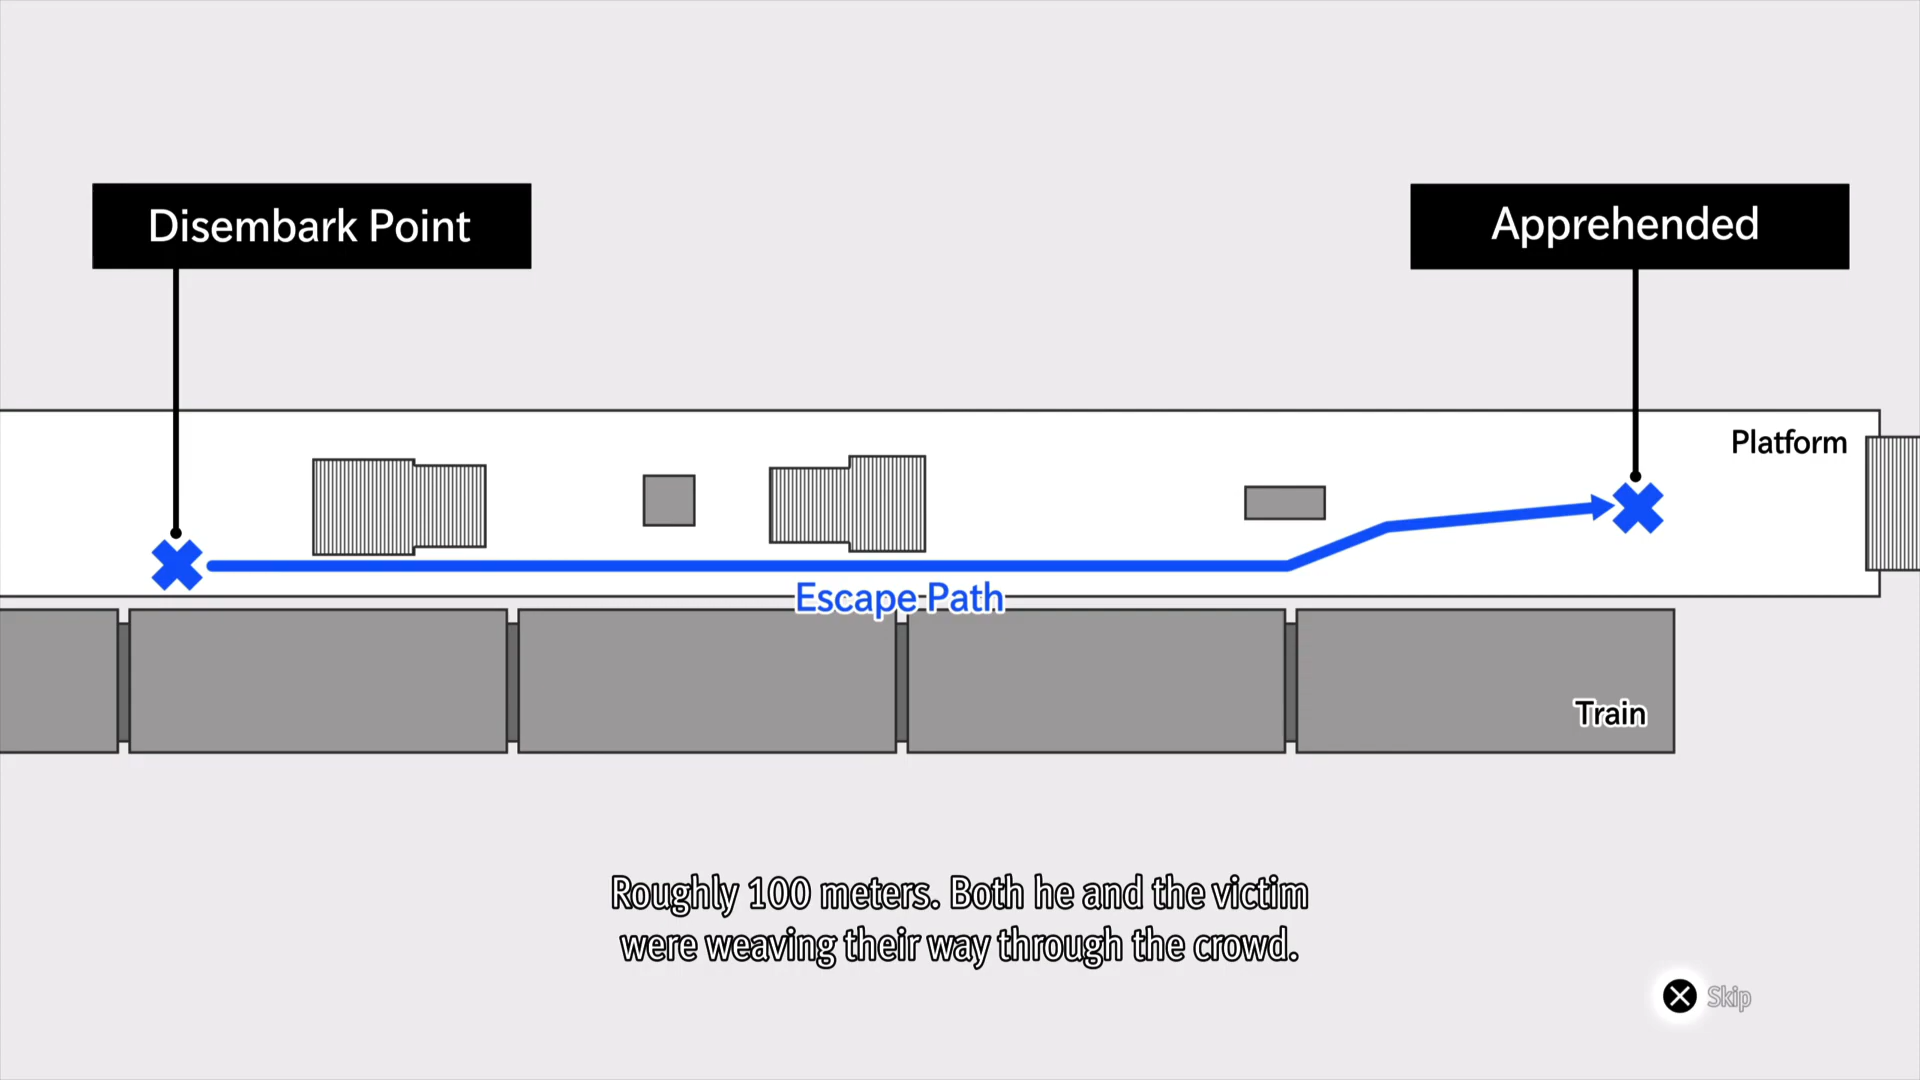 Disembark Point
Apprehended
Platform
Escape Path
Train
Roughly 100 meters. Both he and the victim
were weaving their way through the crowd.
Skip